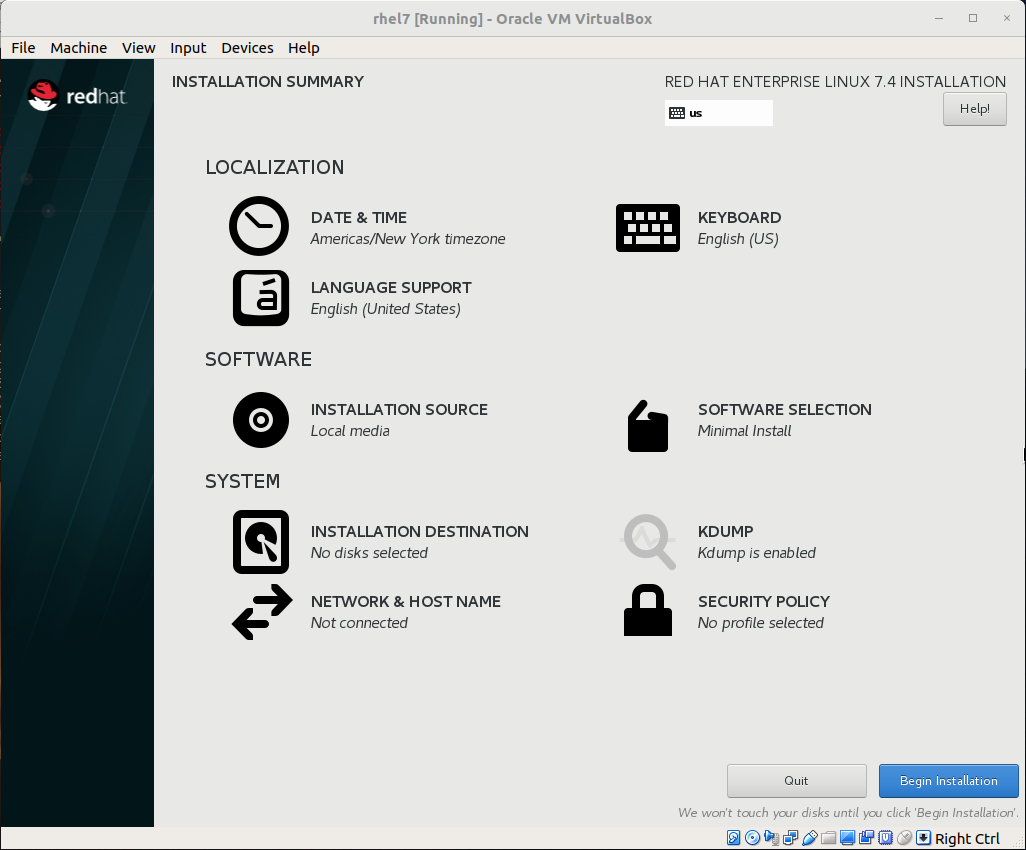 rhel7 [Running] - Oracle VM VirtualBox
File Machine View Input Devices Help
redhat.
INSTALLATION SUMMARY
RED HAT ENTERPRISE LINUX 7.4 INSTALLATION
us
Help!
LOCALIZATION
DATE & TIME
Americas/New York timezone
KEYBOARD
English (US)
á
LANGUAGE SUPPORT
English (United States)
SOFTWARE
INSTALLATION SOURCE
Local media
SOFTWARE SELECTION
Minimal Install
SYSTEM
INSTALLATION DESTINATION
No disks selected
KDUMP
Kdump is enabled
NETWORK & HOST NAME
Not connected
SECURITY POLICY
No profile selected
Quit
Begin Installation
We won't touch your disks until you click 'Begin Installation'.
Right Ctrl